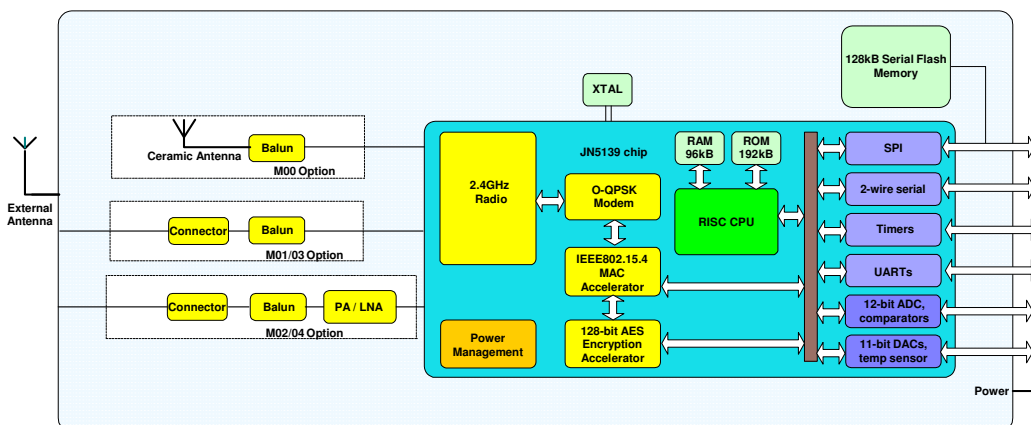 128kB Serial Flash
Memory
XTAL
Ceramic Antenna
Balun
M00 Option
External
Antenna
Connector
Balun
M01/03 Option
Connector
Balun
PA / LNA
M02/04 Option
JN5139 chip
2.4GHz
Radio
O-QPSK
Modem
IEEE802.15.4
MAC
Accelerator
128-bit AES
Encryption
Accelerator
Power
Management
RAM
96kB
ROM
192kB
RISC CPU
SPI
2-wire serial
Timers
UARTs
12-bit ADC,
comparators
11-bit DACs,
temp sensor
Power